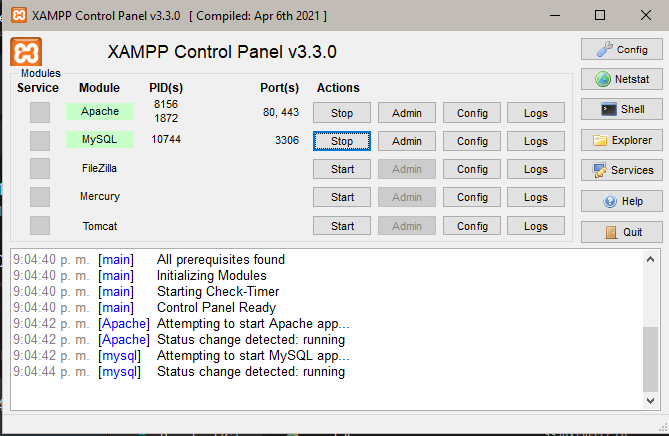 XAMPP Control Panel v3.3.0 [ Compiled: Apr 6th 2021 ]
XAMPP Control Panel v3.3.0
Config
Modules
Service Module PID(s) Port(s) Actions
Netstat
Apache 8156 1872 80, 443 Stop Admin Config Logs
Shell
MySQL 10744 3306 Stop Admin Config Logs
Explorer
FileZilla Start Admin Config Logs
Services
Mercury Start Admin Config Logs
Help
Tomcat Start Admin Config Logs
Quit
9:04:40 p. m. [main] All prerequisites found
9:04:40 p. m. [main] Initializing Modules
9:04:40 p. m. [main] Starting Check-Timer
9:04:40 p. m. [main] Control Panel Ready
9:04:42 p. m. [Apache] Attempting to start Apache app...
9:04:42 p. m. [Apache] Status change detected: running
9:04:42 p. m. [mysql] Attempting to start MySQL app...
9:04:44 p. m. [mysql] Status change detected: running